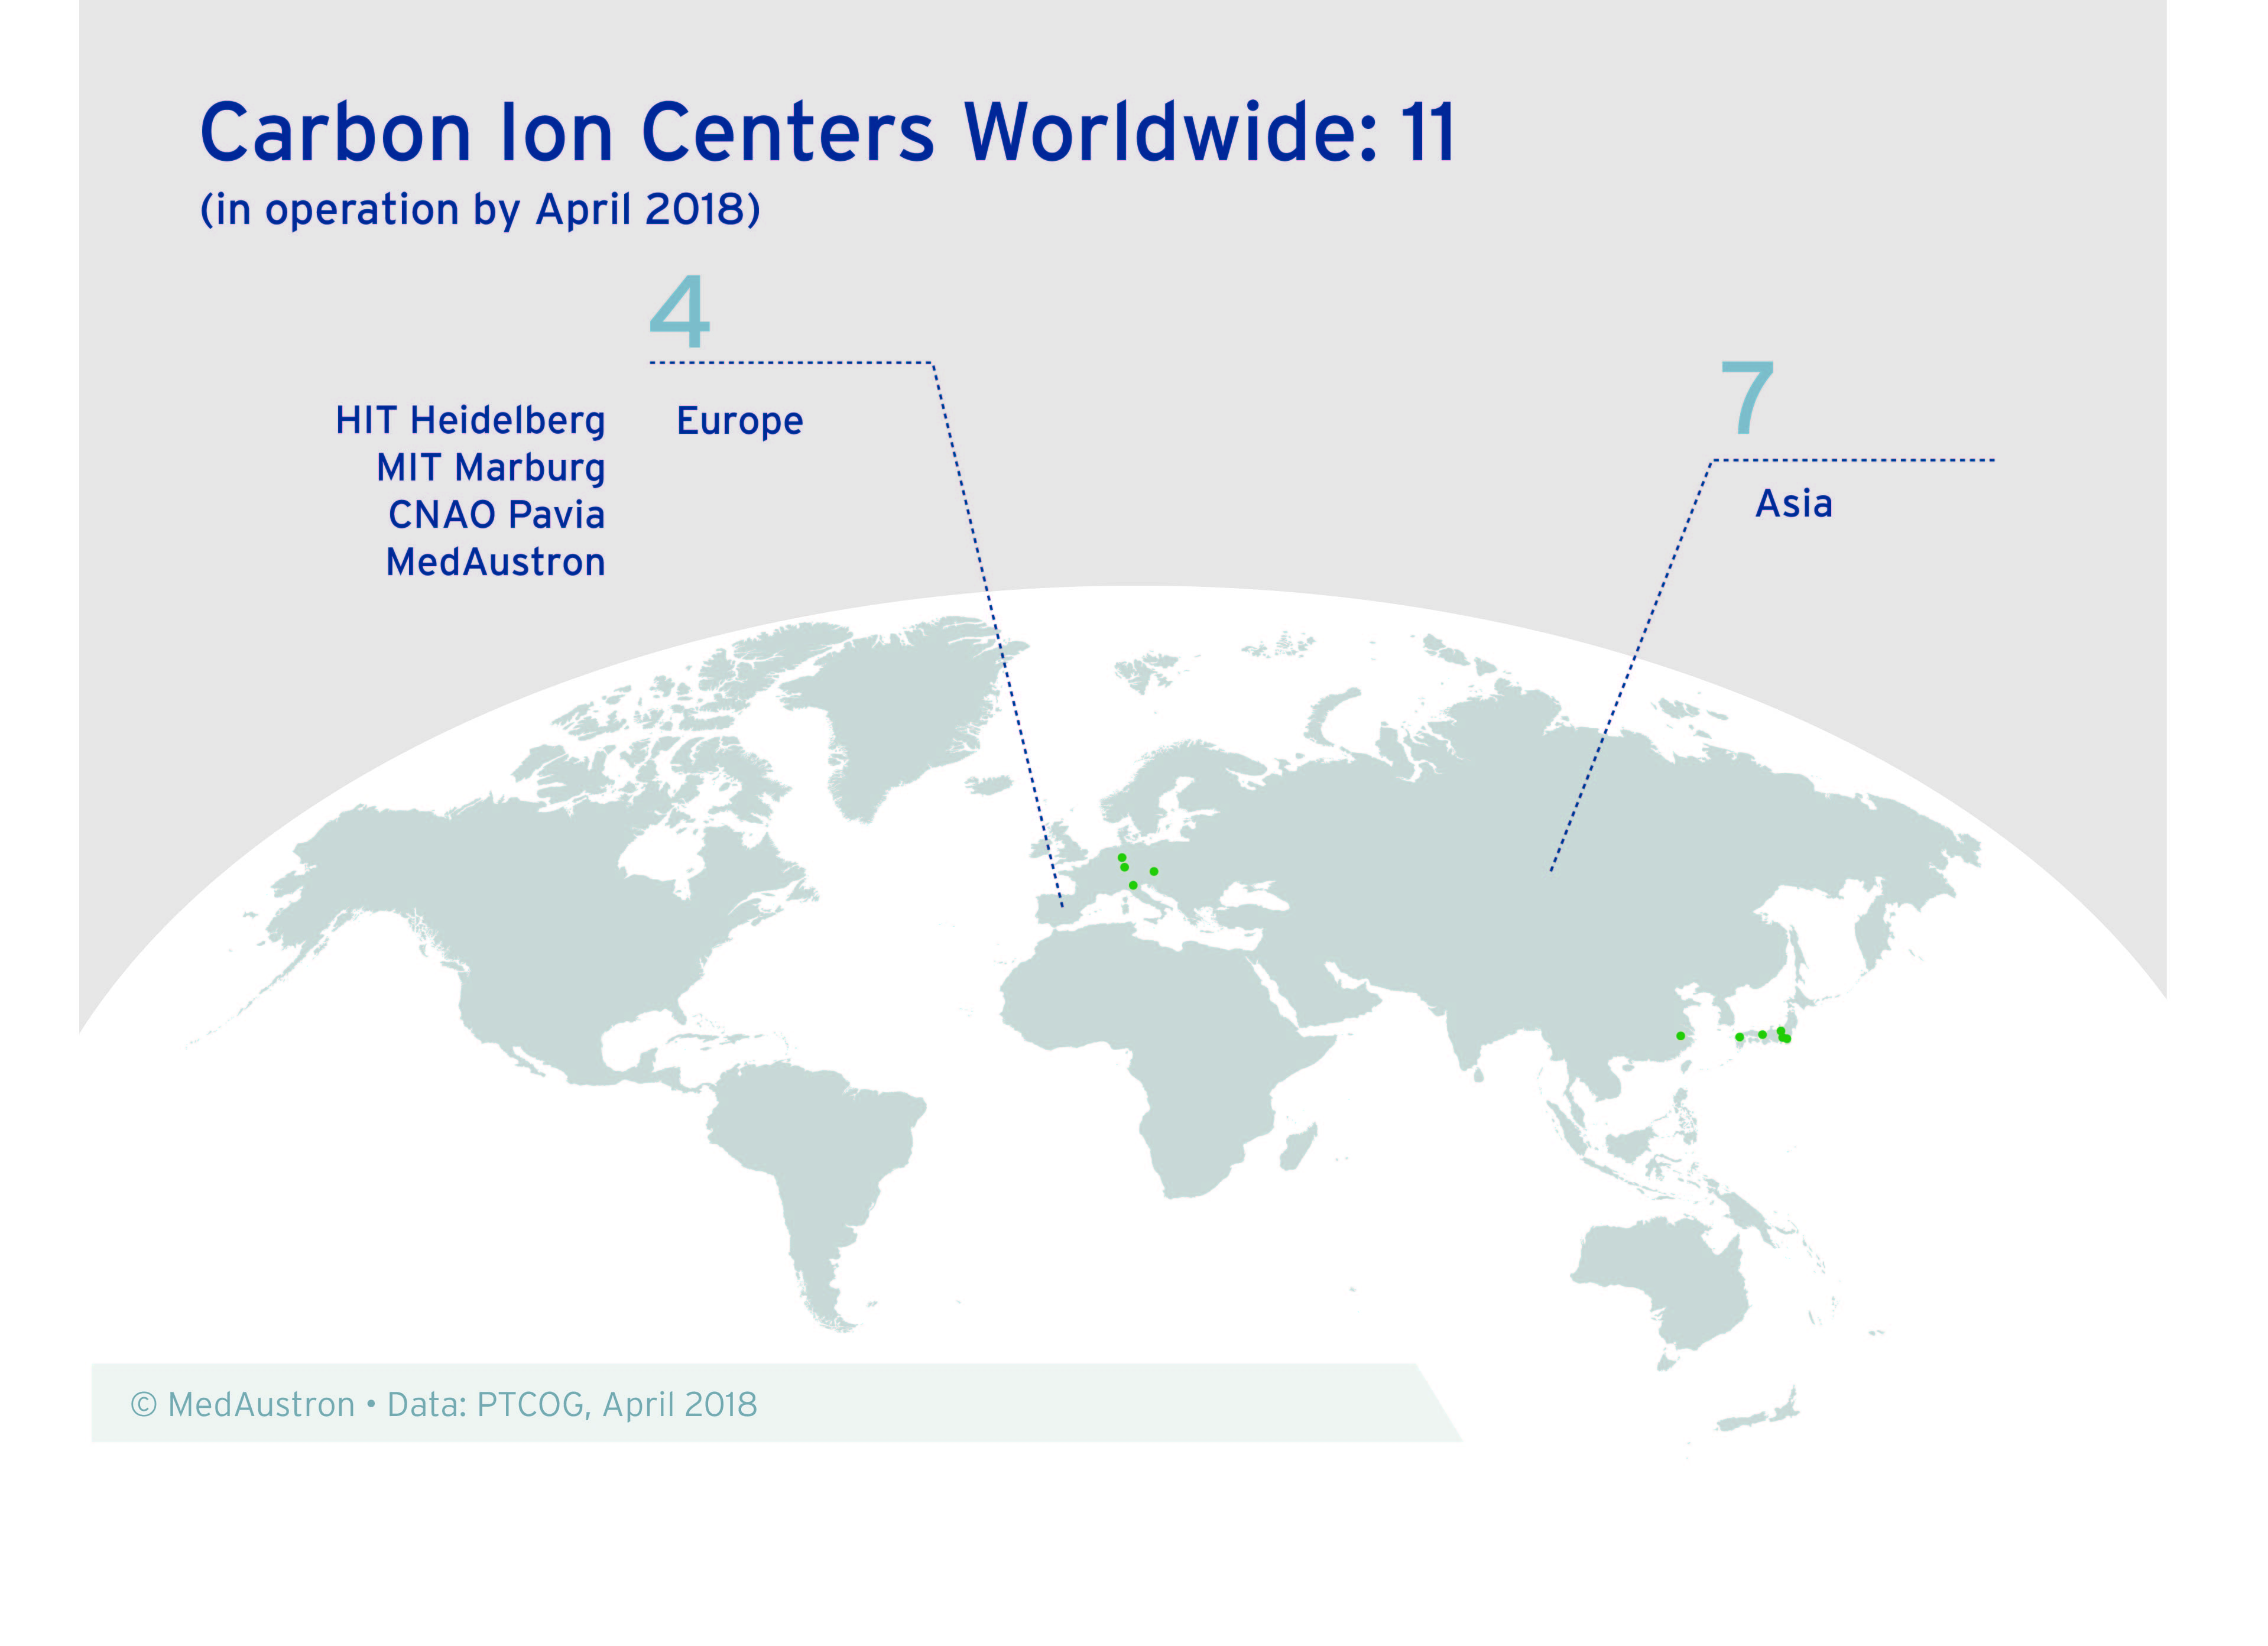 Carbon Ion Centers Worldwide: 11
(in operation by April 2018)
4
Europe
HIT Heidelberg
MIT Marburg
CNAO Pavia
MedAustron
7
Asia
© MedAustron • Data: PTCOG, April 2018